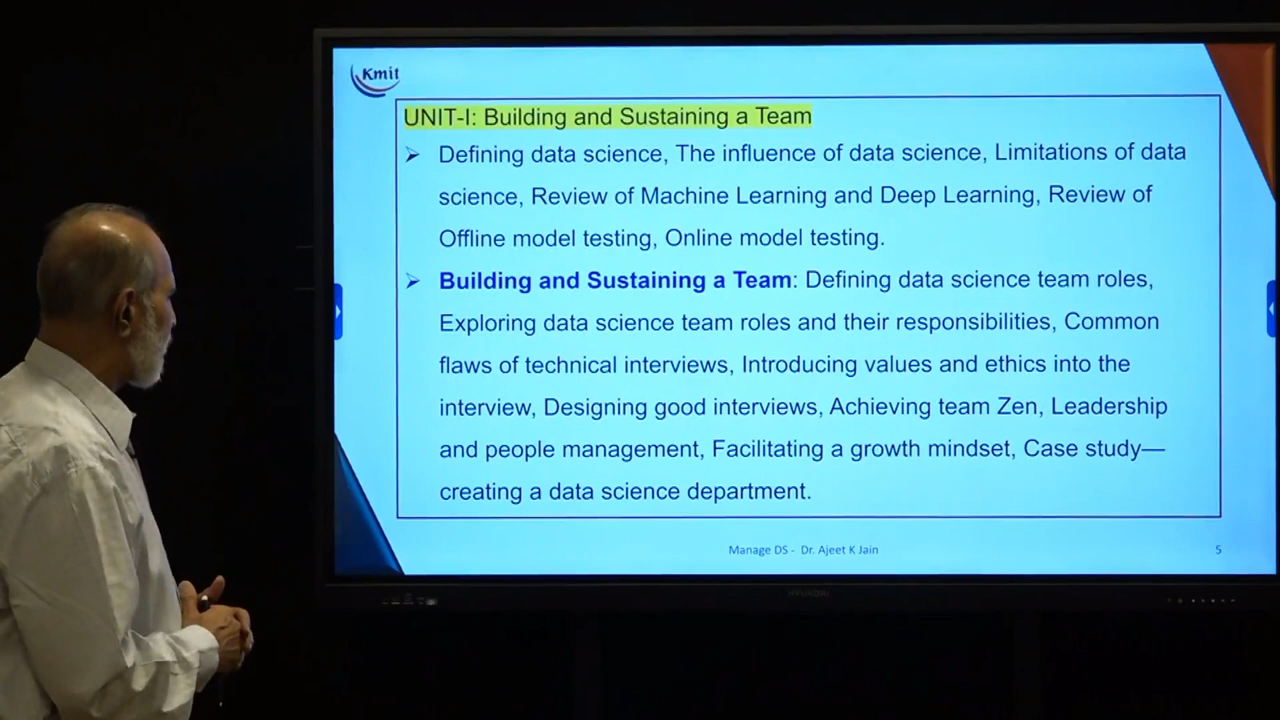 Kmit
UNIT-I: Building and Sustaining a Team
Defining data science, The influence of data science, Limitations of data
science, Review of Machine Learning and Deep Learning, Review of
Offline model testing, Online model testing.
Building and Sustaining a Team: Defining data science team roles,
Exploring data science team roles and their responsibilities, Common
flaws of technical interviews, Introducing values and ethics into the
interview, Designing good interviews, Achieving team Zen, Leadership
and people management, Facilitating a growth mindset, Case study—
creating a data science department.
Manage DS - Dr. Ajeet K Jain
5
HYUNDAI